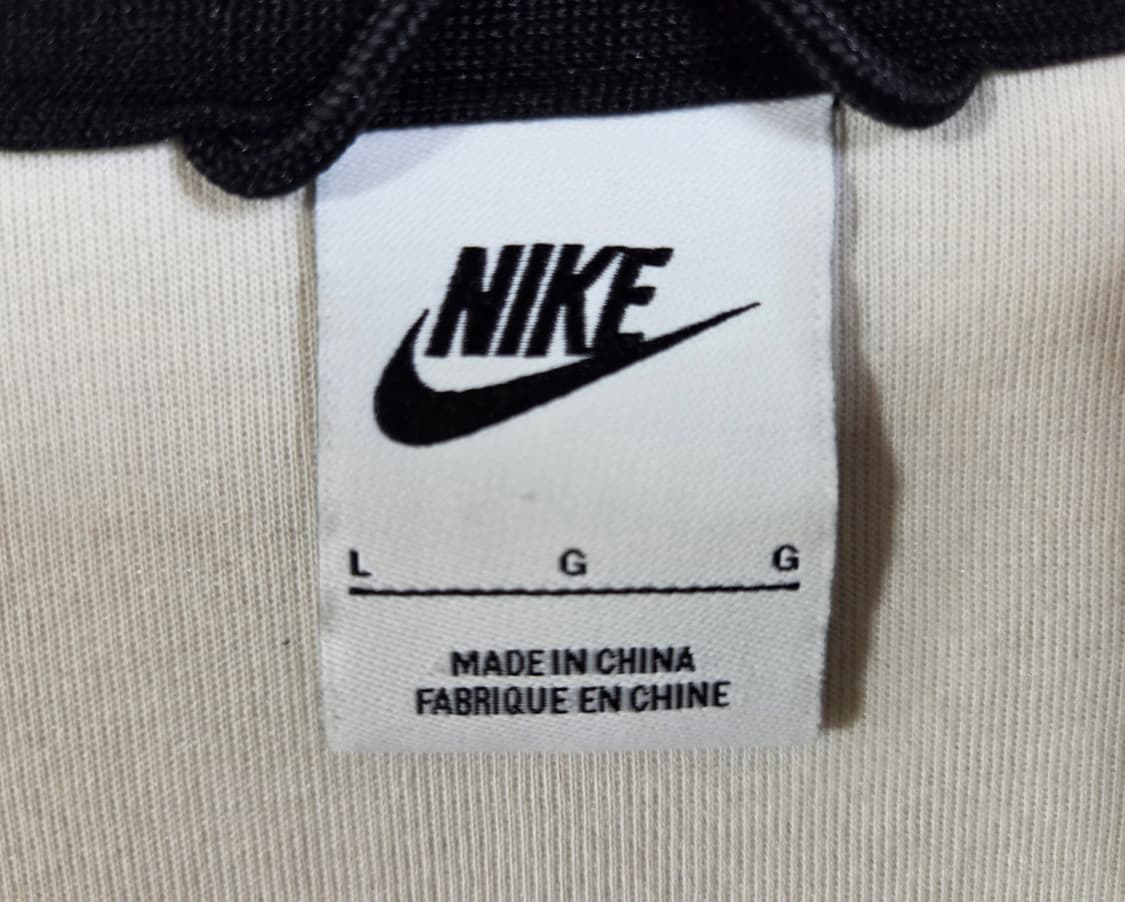 NIKE
L G G
MADE IN CHINA
FABRIQUE EN CHINE